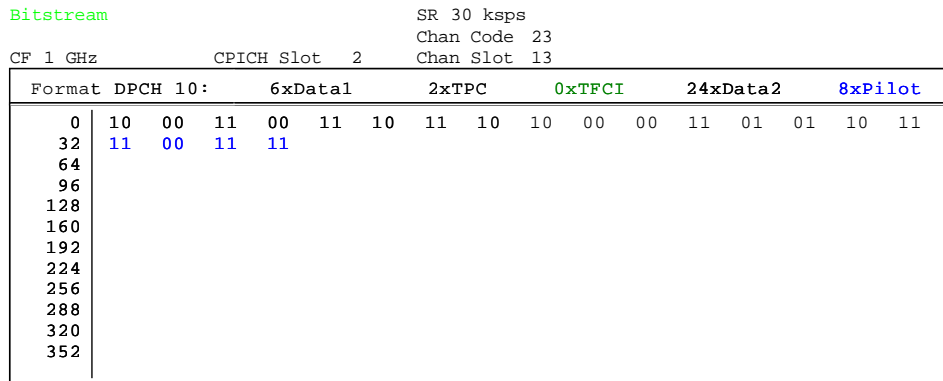 Bitstream SR 30 ksps
Chan Code 23
CF 1 GHz CPICH Slot 2 Chan Slot 13
Format DPCH 10: 6xData1 2xTPC 0xTFCI 24xData2 8xPilot
0 10 00 11 00 11 10 11 10 10 00 00 11 01 01 10 11
32 11 00 11 11
64
96
128
160
192
224
256
288
320
352